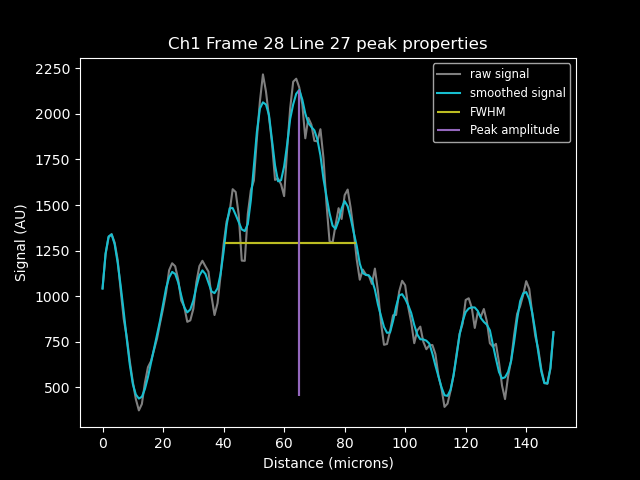 Ch1 Frame 28 Line 27 peak properties
raw signal
smoothed signal
FWHM
Peak amplitude
Signal (AU)
2250
2000
1750
1500
1250
1000
750
500
0 20 40 60 80 100 120 140
Distance (microns)